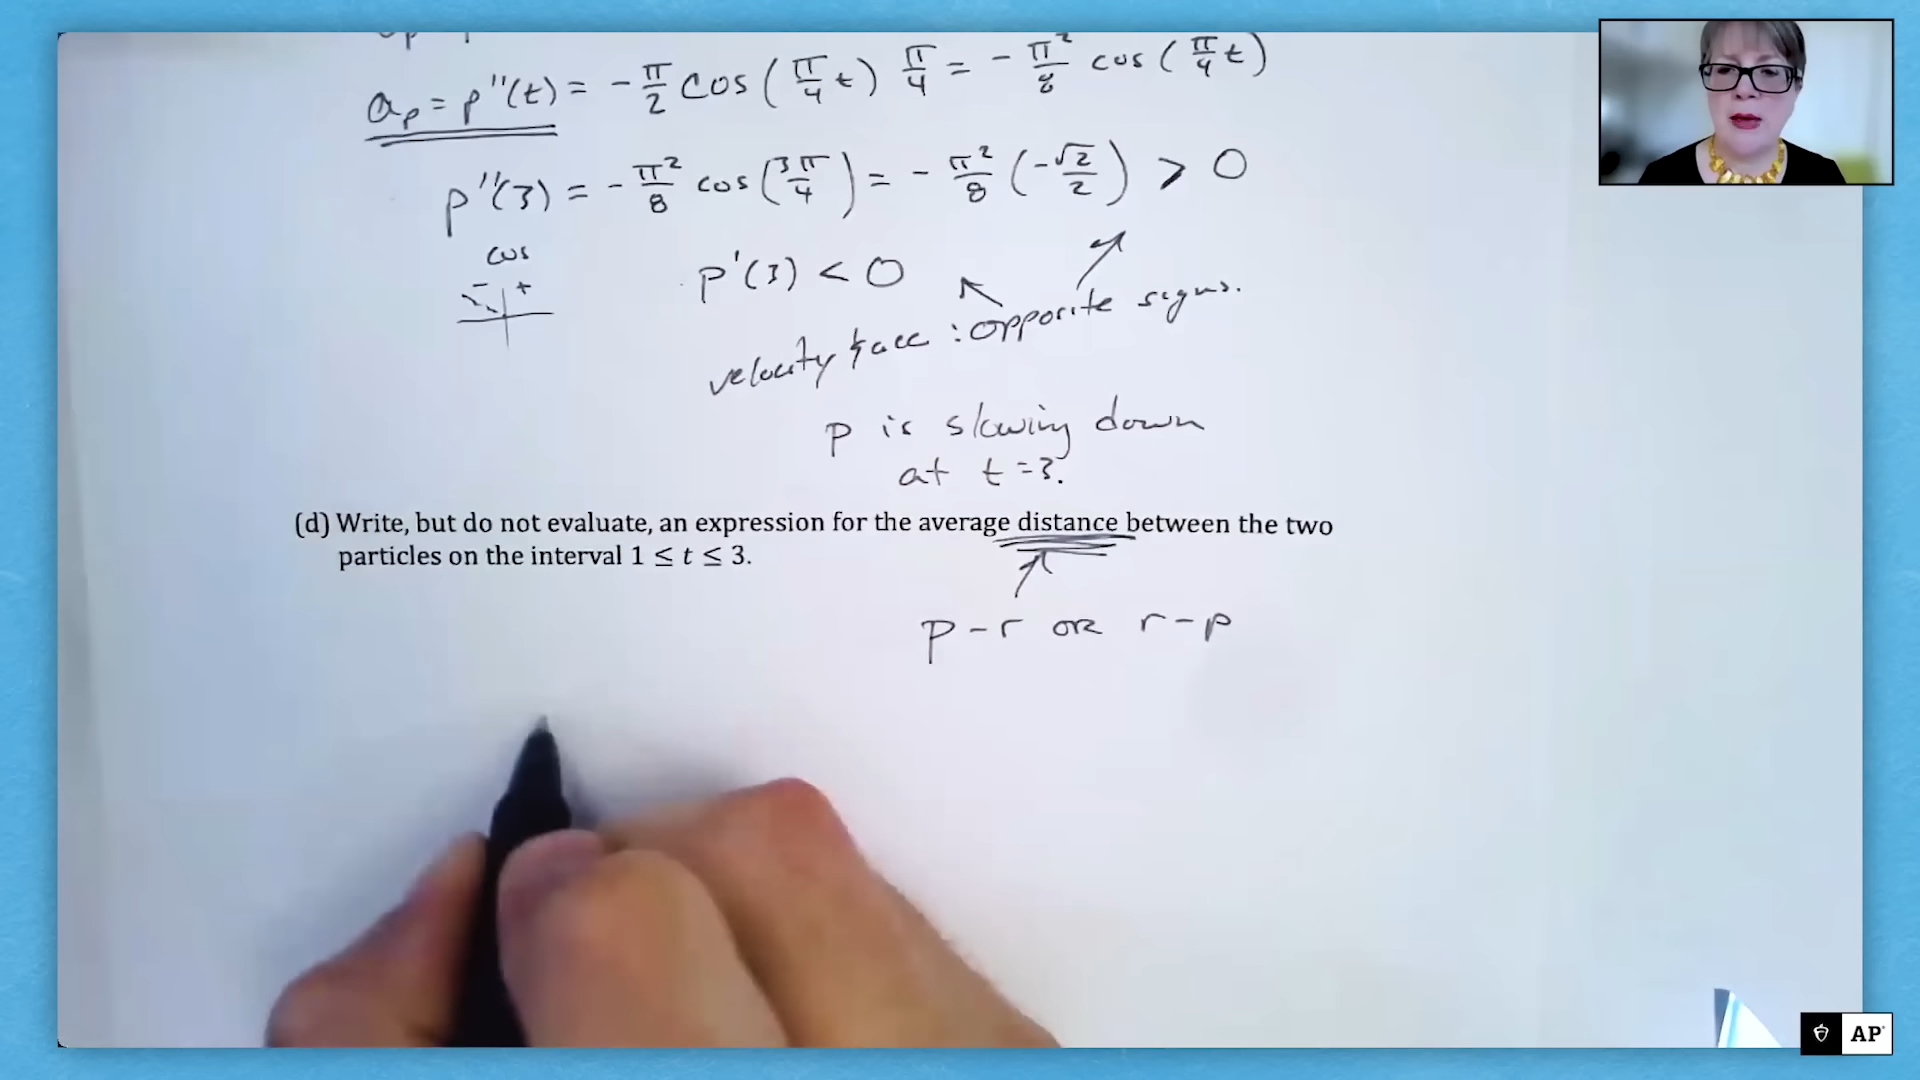 a_p = p''(t) = -π/2 cos(π/4 t) π/4 = -π²/8 cos(π/4 t)
p''(3) = -π²/8 cos(3π/4) = -π²/8 (-√2/2) > 0
cos
- +
p'(3) < 0
velocity & acc : opposite signs.
p is slowing down
at t = 3.
(d) Write, but do not evaluate, an expression for the average distance between the two
particles on the interval 1 ≤ t ≤ 3.
p - r or r - p
AP